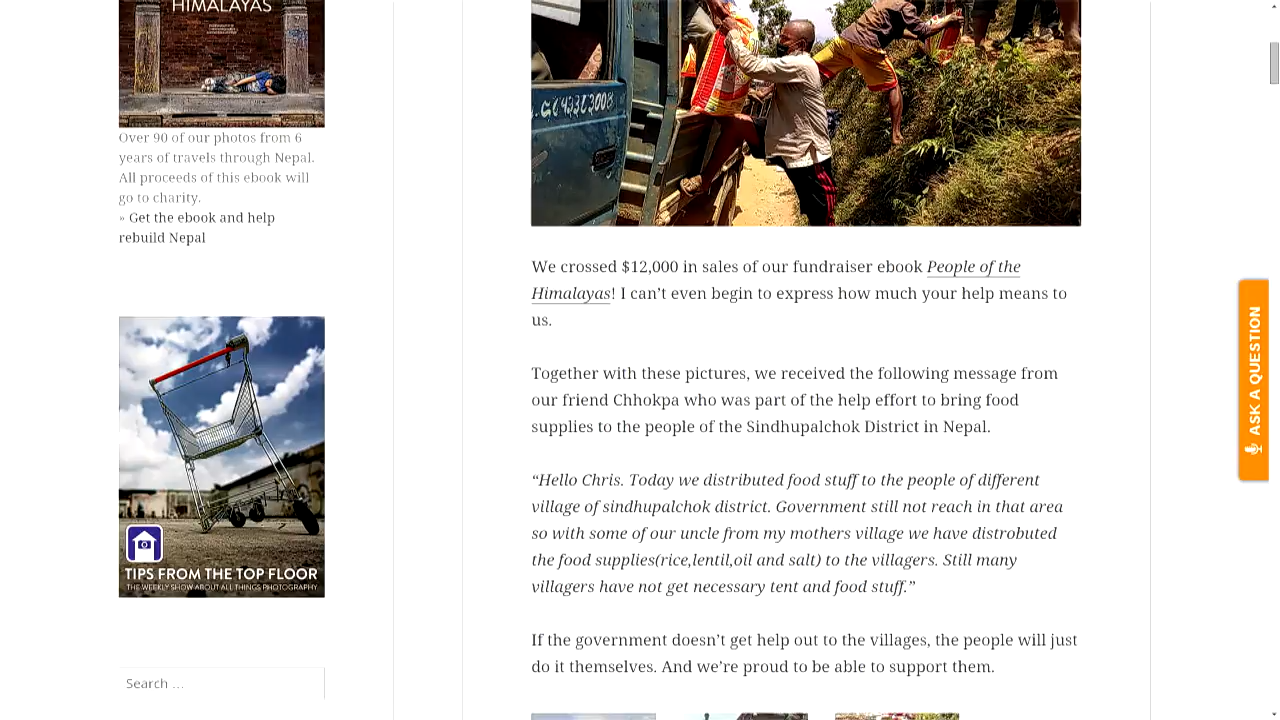 HIMALAYAS
Over 90 of our photos from 6
years of travels through Nepal.
All proceeds of this ebook will
go to charity.
» Get the ebook and help
rebuild Nepal
TIPS FROM THE TOP FLOOR
THE WEEKLY SHOW ABOUT ALL THINGS PHOTOGRAPHY
Search …
We crossed $12,000 in sales of our fundraiser ebook People of the
Himalayas! I can’t even begin to express how much your help means to
us.
Together with these pictures, we received the following message from
our friend Chhokpa who was part of the help effort to bring food
supplies to the people of the Sindhupalchok District in Nepal.
“Hello Chris. Today we distributed food stuff to the people of different
village of sindhupalchok district. Government still not reach in that area
so with some of our uncle from my mothers village we have distrobuted
the food supplies(rice,lentil,oil and salt) to the villagers. Still many
villagers have not get necessary tent and food stuff.”
If the government doesn’t get help out to the villages, the people will just
do it themselves. And we’re proud to be able to support them.
ASK A QUESTION